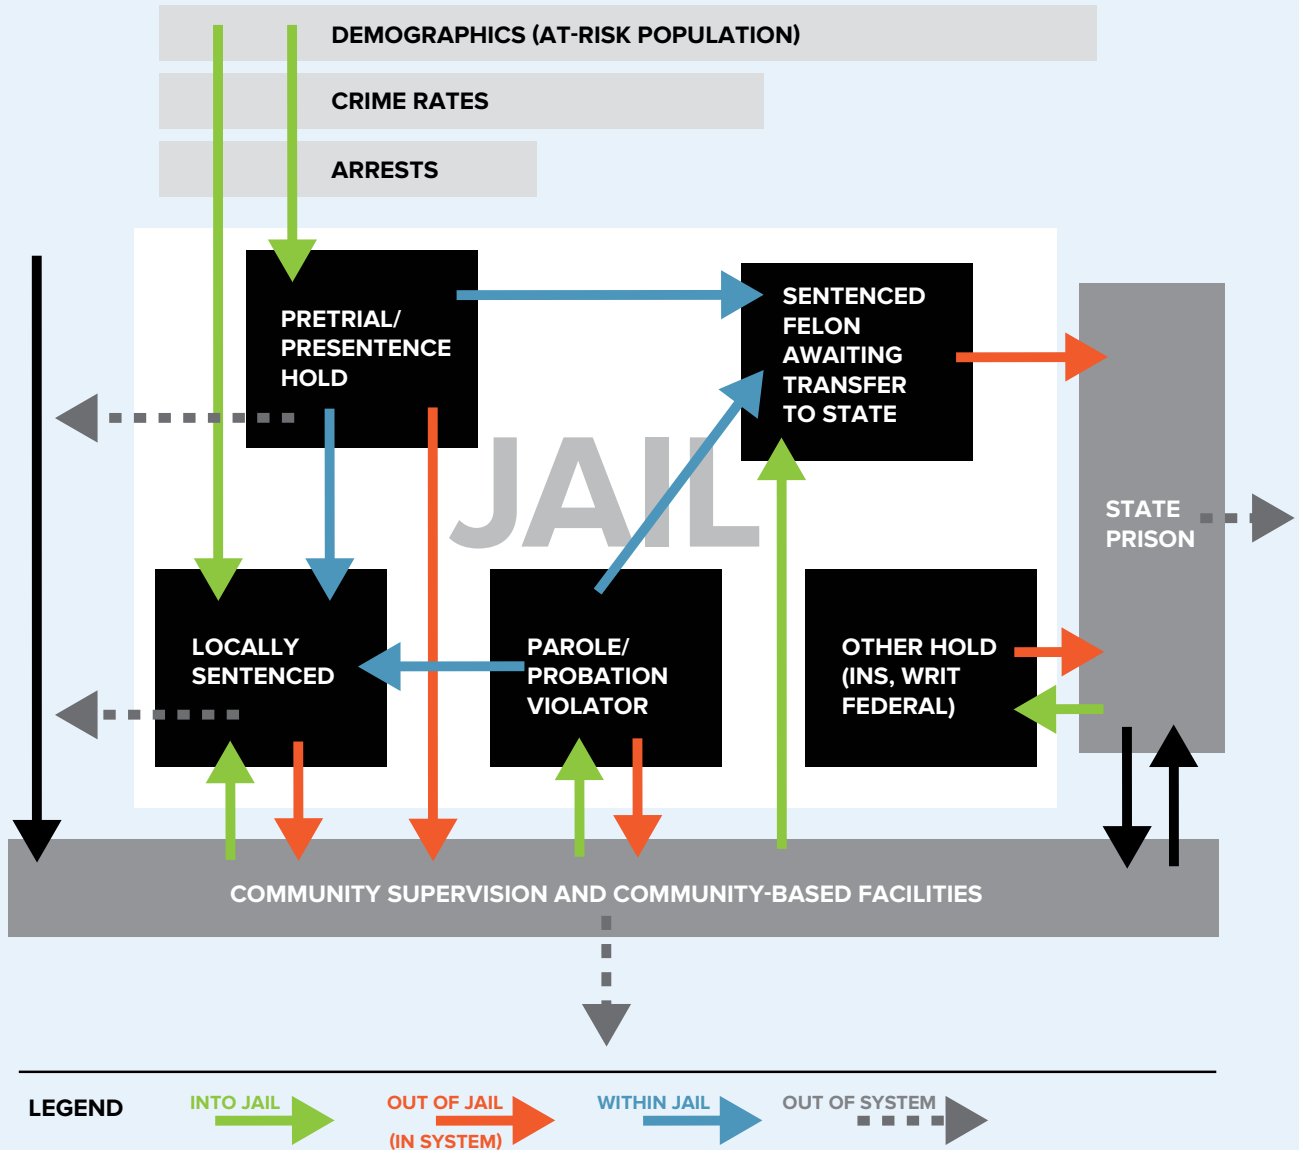 DEMOGRAPHICS (AT-RISK POPULATION)
CRIME RATES
ARRESTS
PRETRIAL/
PRESENTENCE
HOLD
SENTENCED
FELON
AWAITING
TRANSFER
TO STATE
JAIL
STATE
PRISON
LOCALLY
SENTENCED
PAROLE/
PROBATION
VIOLATOR
OTHER HOLD
(INS, WRIT
FEDERAL)
COMMUNITY SUPERVISION AND COMMUNITY-BASED FACILITIES
LEGEND
INTO JAIL
OUT OF JAIL
(IN SYSTEM)
WITHIN JAIL
OUT OF SYSTEM